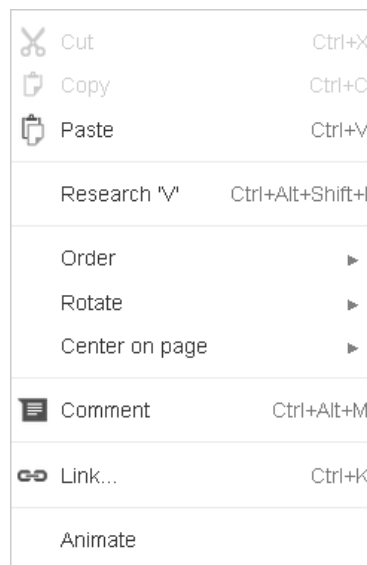 Cut Ctrl+X
Copy Ctrl+C
Paste Ctrl+V
Research 'V' Ctrl+Alt+Shift+
Order
Rotate
Center on page
Comment Ctrl+Alt+M
Link... Ctrl+K
Animate